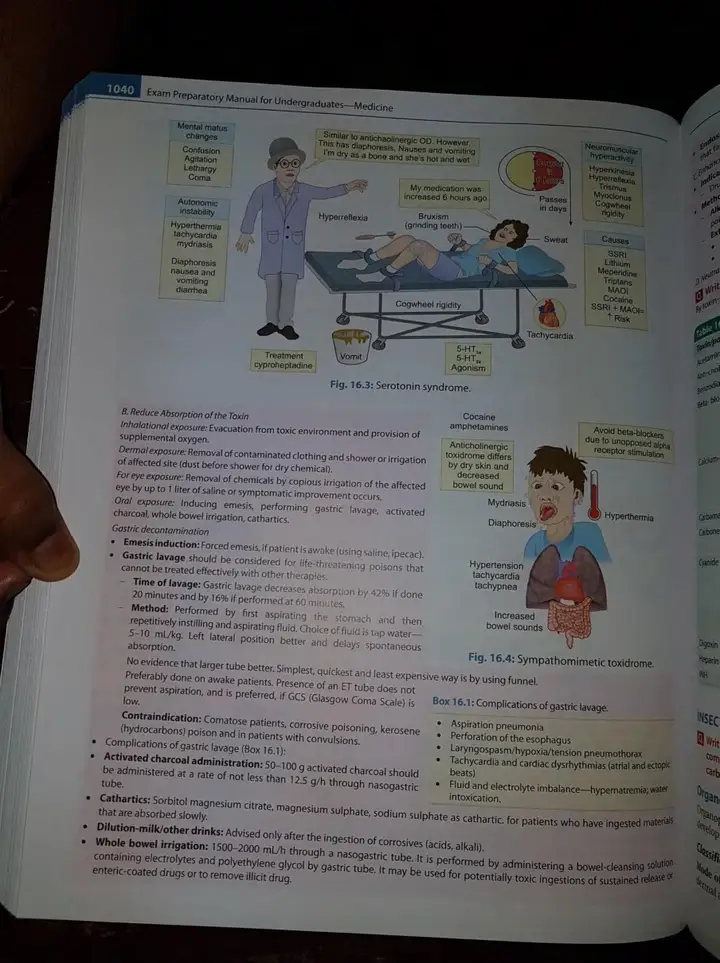 1040 Exam Preparatory Manual for Undergraduates—Medicine
Mental matus
changes
Confusion
Agitation
Lethargy
Coma
Autonomic
instability
Hyperthermia
tachycardia
mydriasis
Diaphoresis
nausea and
vomiting
diarrhea
Similar to antichaolinergic OD. However,
This has diaphoresis, Nauses and vomitting
I'm dry as a bone and she's hot and wet
My medication was
increased 6 hours ago
Hyperreflexia
Bruxism
(grinding teeth)
Sweat
Passes
in days
Cogwheel rigidity
Tachycardia
Neuromuscular
hyperactivity
Hyperkinesia
Hyperreflexia
Trismus
Myoclonus
Cogwheel
rigidity
Causes
SSRI
Lithium
Meperidine
Triptans
MAOI
Cocaine
SSRI + MAOI=
↑ Risk
Treatment
cyproheptadine
Vomit
5-HT
5-HT
Agonism
Fig. 16.3: Serotonin syndrome.
B. Reduce Absorption of the Toxin
Inhalational exposure: Evacuation from toxic environment and provision of
supplemental oxygen.
Dermal exposure: Removal of contaminated clothing and shower or irrigation
of affected site (dust before shower for dry chemical).
For eye exposure: Removal of chemicals by copious irrigation of the affected
eye by up to 1 liter of saline or symptomatic improvement occurs.
Oral exposure: Inducing emesis, performing gastric lavage, activated
charcoal, whole bowel irrigation, cathartics.
Gastric decontamination
• Emesis induction: Forced emesis, if patient is awake (using saline, ipecac).
• Gastric lavage should be considered for life-threatening poisons that
cannot be treated effectively with other therapies.
– Time of lavage: Gastric lavage decreases absorption by 42% if done
20 minutes and by 16% if performed at 60 minutes.
– Method: Performed by first aspirating the stomach and then
repetitively instilling and aspirating fluid. Choice of fluid is tap water—
5–10 mL/kg. Left lateral position better and delays spontaneous
absorption.
No evidence that larger tube better. Simplest, quickest and least expensive way is by using funnel.
Preferably done on awake patients. Presence of an ET tube does not
prevent aspiration, and is preferred, if GCS (Glasgow Coma Scale) is
low.
Contraindication: Comatose patients, corrosive poisoning, kerosene
(hydrocarbons) poison and in patients with convulsions.
• Complications of gastric lavage (Box 16.1):
• Activated charcoal administration: 50–100 g activated charcoal should
be administered at a rate of not less than 12.5 g/h through nasogastric
tube.
• Cathartics: Sorbitol magnesium citrate, magnesium sulphate, sodium sulphate as cathartic. for patients who have ingested materials
that are absorbed slowly.
• Dilution-milk/other drinks: Advised only after the ingestion of corrosives (acids, alkali).
• Whole bowel irrigation: 1500–2000 mL/h through a nasogastric tube. It is performed by administering a bowel-cleansing solution
containing electrolytes and polyethylene glycol by gastric tube. It may be used for potentially toxic ingestions of sustained release or
enteric-coated drugs or to remove illicit drug.
Cocaine
amphetamines
Anticholinergic
toxidrome differs
by dry skin and
decreased
bowel sound
Avoid beta-blockers
due to unopposed alpha
receptor stimulation
Mydriasis
Diaphoresis
Hyperthermia
Hypertension
tachycardia
tachypnea
Increased
bowel sounds
Fig. 16.4: Sympathomimetic toxidrome.
Box 16.1: Complications of gastric lavage.
• Aspiration pneumonia
• Perforation of the esophagus
• Laryngospasm/hypoxia/tension pneumothorax
• Tachycardia and cardiac dysrhythmias (atrial and ectopic
beats)
• Fluid and electrolyte imbalance—hypernatremia; water
intoxication.